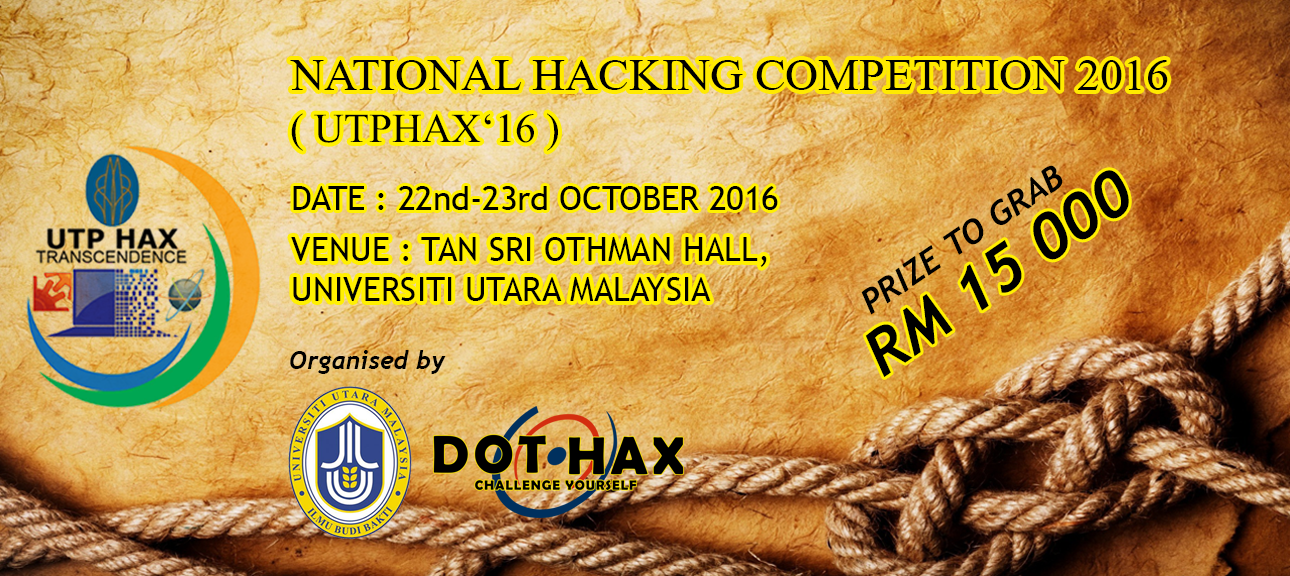 NATIONAL HACKING COMPETITION 2016
( UTPHAX‘16 )
DATE : 22nd-23rd OCTOBER 2016
VENUE : TAN SRI OTHMAN HALL,
UNIVERSITI UTARA MALAYSIA
PRIZE TO GRAB
RM 15 000
UTP HAX
TRANSCENDENCE
Organised by
UNIVERSITI UTARA MALAYSIA
ILMU BUDI BAKTI
DOT HAX
CHALLENGE YOURSELF